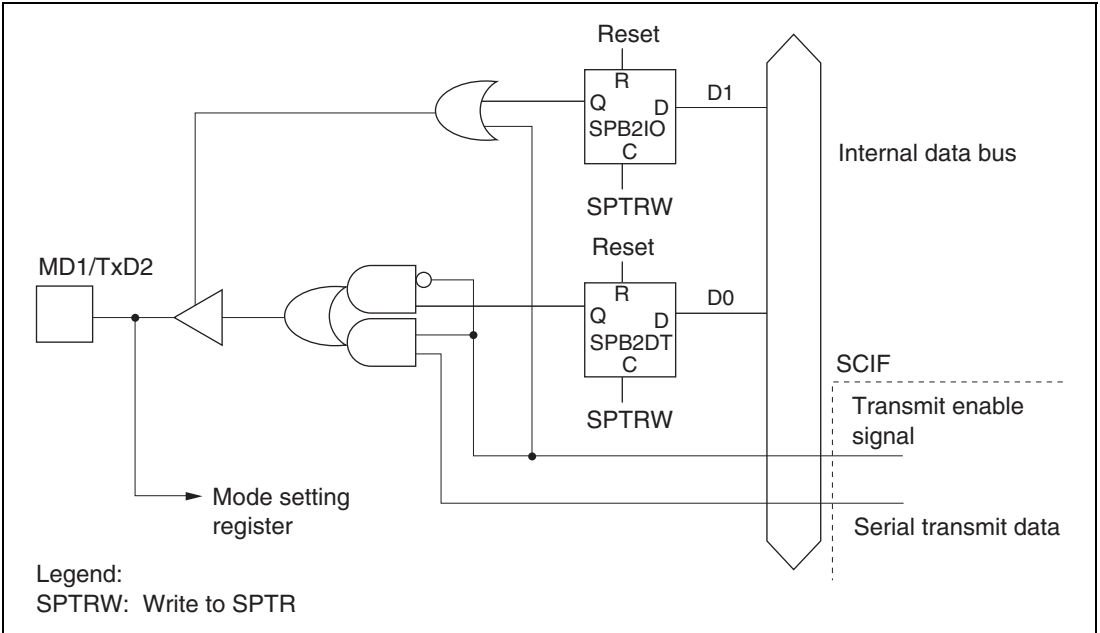 Reset
R
Q
D
D1
SPB2IO
C
Internal data bus
SPTRW
Reset
MD1/TxD2
R
Q
D
D0
SPB2DT
C
SCIF
SPTRW
Transmit enable
signal
Mode setting
register
Serial transmit data
Legend:
SPTRW: Write to SPTR